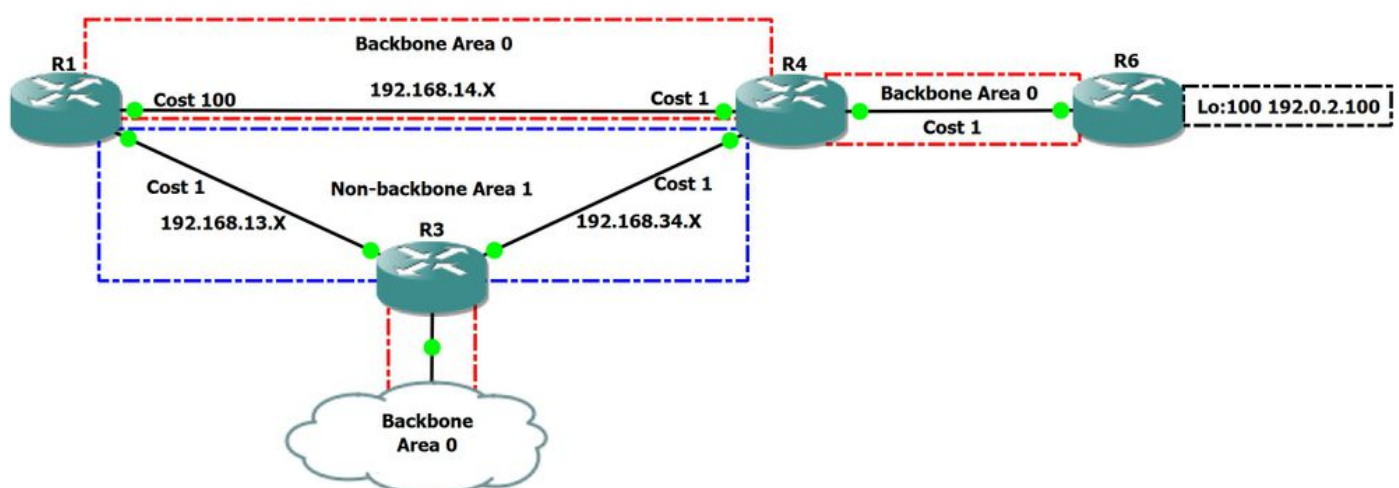 Backbone Area 0
R1
R4
R6
192.168.14.X
Cost 100
Cost 1
Backbone Area 0
Cost 1
Lo:100 192.0.2.100
Cost 1
Non-backbone Area 1
Cost 1
192.168.13.X
192.168.34.X
R3
Backbone
Area 0